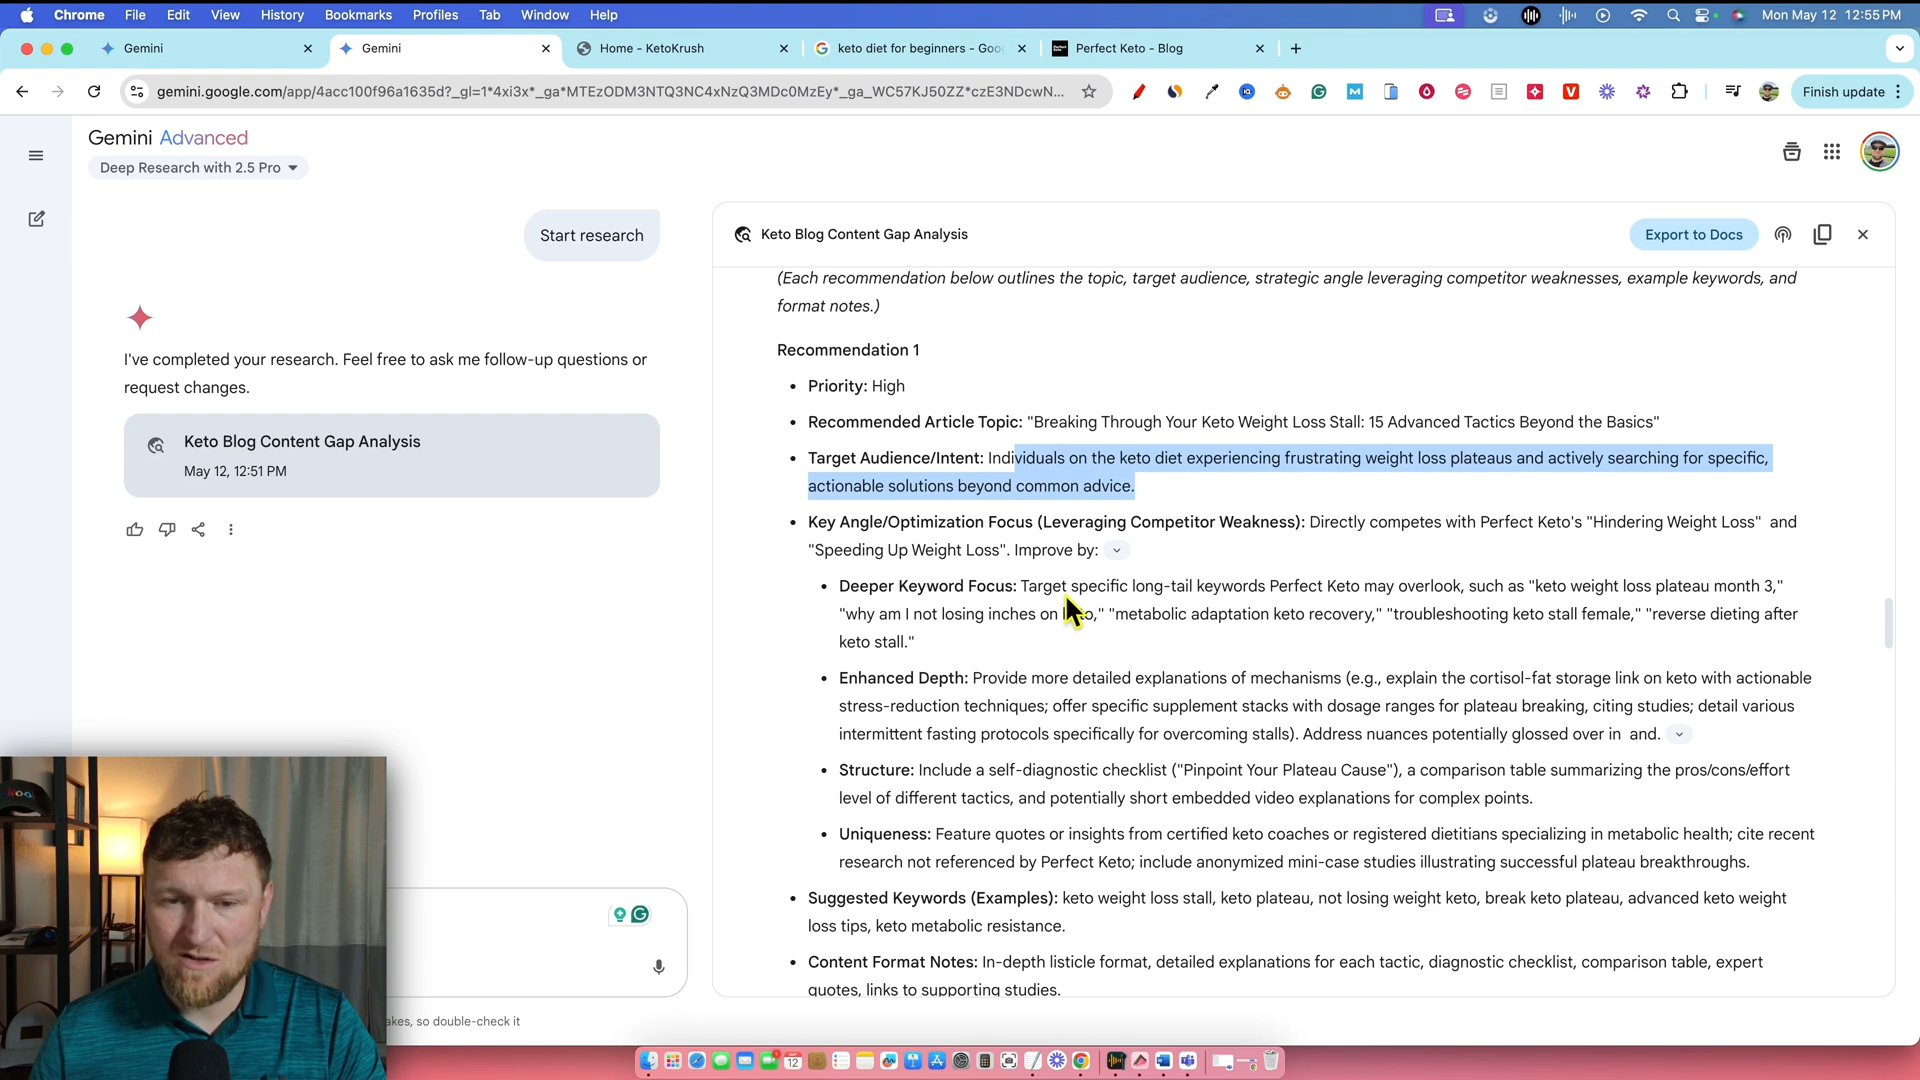 Chrome File Edit View History Bookmarks Profiles Tab Window Help
Mon May 12 12:55 PM
Gemini
Gemini
Home - KetoKrush
keto diet for beginners - Goo
Perfect Keto - Blog
gemini.google.com/app/4acc100f96a1635d?_gl=1*4xi3x*_ga*MTEzODM3NTQ3NC4xNzQ3MDc0MzEy*_ga_WC57KJ50ZZ*czE3NDcwN...
Finish update
Gemini Advanced
Deep Research with 2.5 Pro
Start research
I've completed your research. Feel free to ask me follow-up questions or
request changes.
Keto Blog Content Gap Analysis
May 12, 12:51 PM
akes, so double-check it
Keto Blog Content Gap Analysis
Export to Docs
(Each recommendation below outlines the topic, target audience, strategic angle leveraging competitor weaknesses, example keywords, and
format notes.)
Recommendation 1
• Priority: High
• Recommended Article Topic: "Breaking Through Your Keto Weight Loss Stall: 15 Advanced Tactics Beyond the Basics"
• Target Audience/Intent: Individuals on the keto diet experiencing frustrating weight loss plateaus and actively searching for specific,
actionable solutions beyond common advice.
• Key Angle/Optimization Focus (Leveraging Competitor Weakness): Directly competes with Perfect Keto's "Hindering Weight Loss" and
"Speeding Up Weight Loss". Improve by:
• Deeper Keyword Focus: Target specific long-tail keywords Perfect Keto may overlook, such as "keto weight loss plateau month 3,"
"why am I not losing inches on keto," "metabolic adaptation keto recovery," "troubleshooting keto stall female," "reverse dieting after
keto stall."
• Enhanced Depth: Provide more detailed explanations of mechanisms (e.g., explain the cortisol-fat storage link on keto with actionable
stress-reduction techniques; offer specific supplement stacks with dosage ranges for plateau breaking, citing studies; detail various
intermittent fasting protocols specifically for overcoming stalls). Address nuances potentially glossed over in and.
• Structure: Include a self-diagnostic checklist ("Pinpoint Your Plateau Cause"), a comparison table summarizing the pros/cons/effort
level of different tactics, and potentially short embedded video explanations for complex points.
• Uniqueness: Feature quotes or insights from certified keto coaches or registered dietitians specializing in metabolic health; cite recent
research not referenced by Perfect Keto; include anonymized mini-case studies illustrating successful plateau breakthroughs.
• Suggested Keywords (Examples): keto weight loss stall, keto plateau, not losing weight keto, break keto plateau, advanced keto weight
loss tips, keto metabolic resistance.
• Content Format Notes: In-depth listicle format, detailed explanations for each tactic, diagnostic checklist, comparison table, expert
quotes, links to supporting studies.